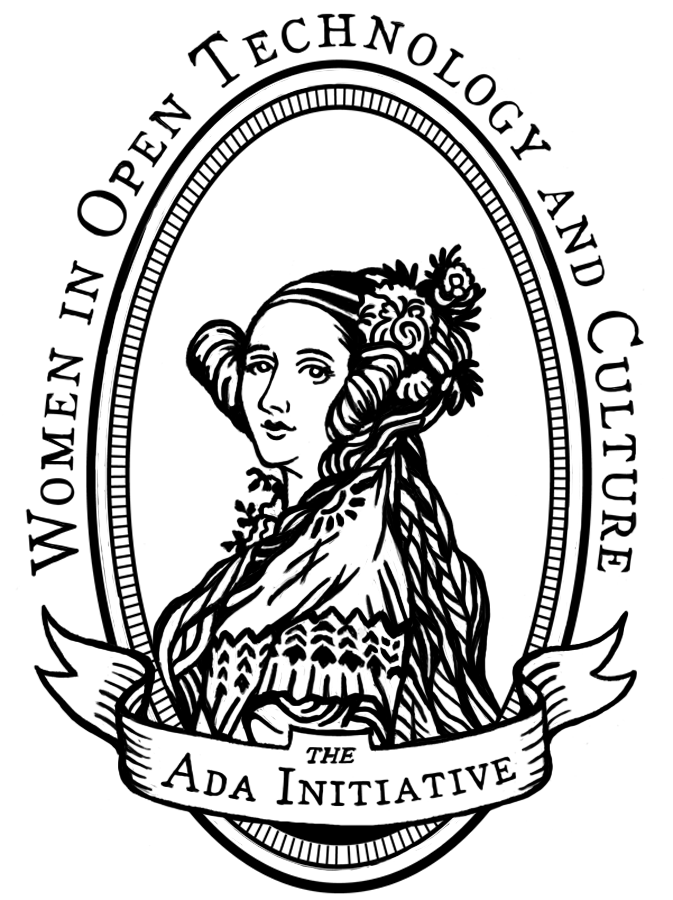 Women in Open Technology and Culture
THE
Ada Initiative